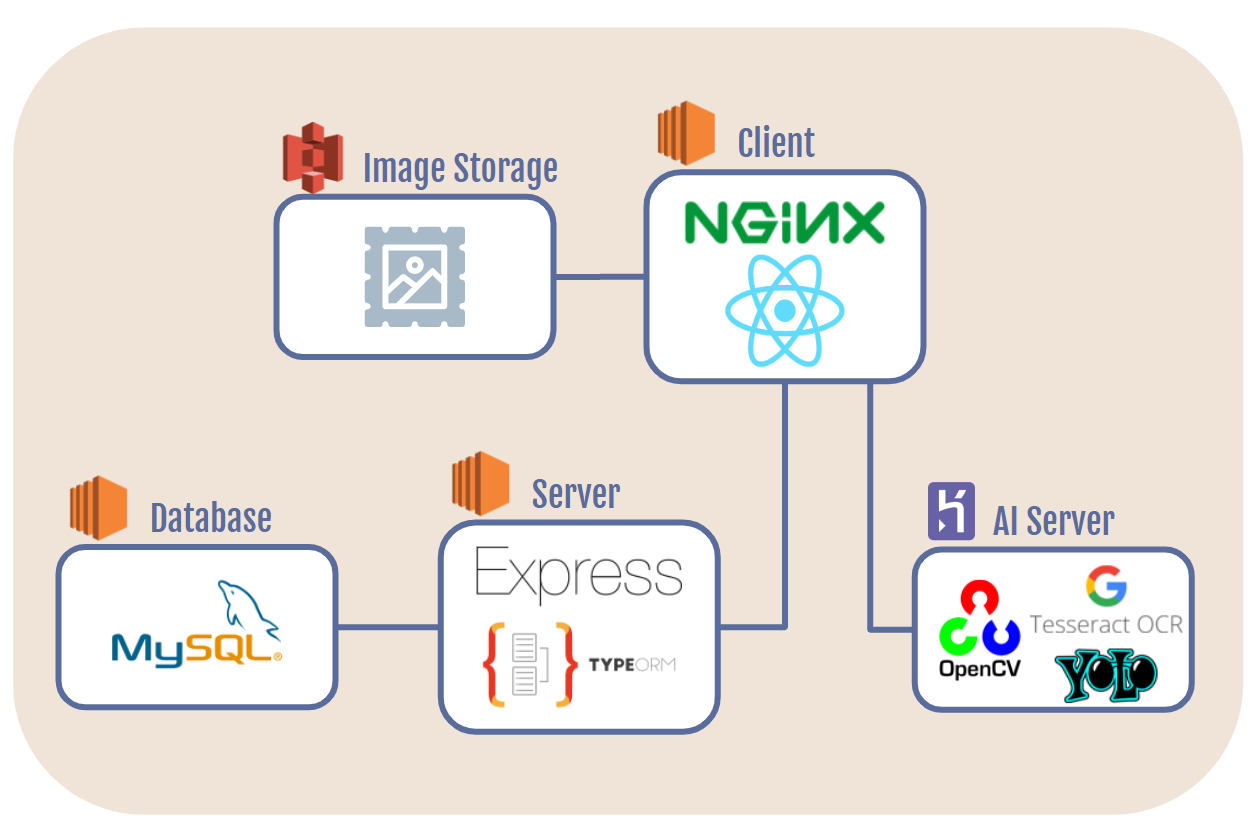 Image Storage
Client
NGINX
Database
MySQL®
Server
Express
TYPEORM
AI Server
OpenCV
G
Tesseract OCR
YOLO